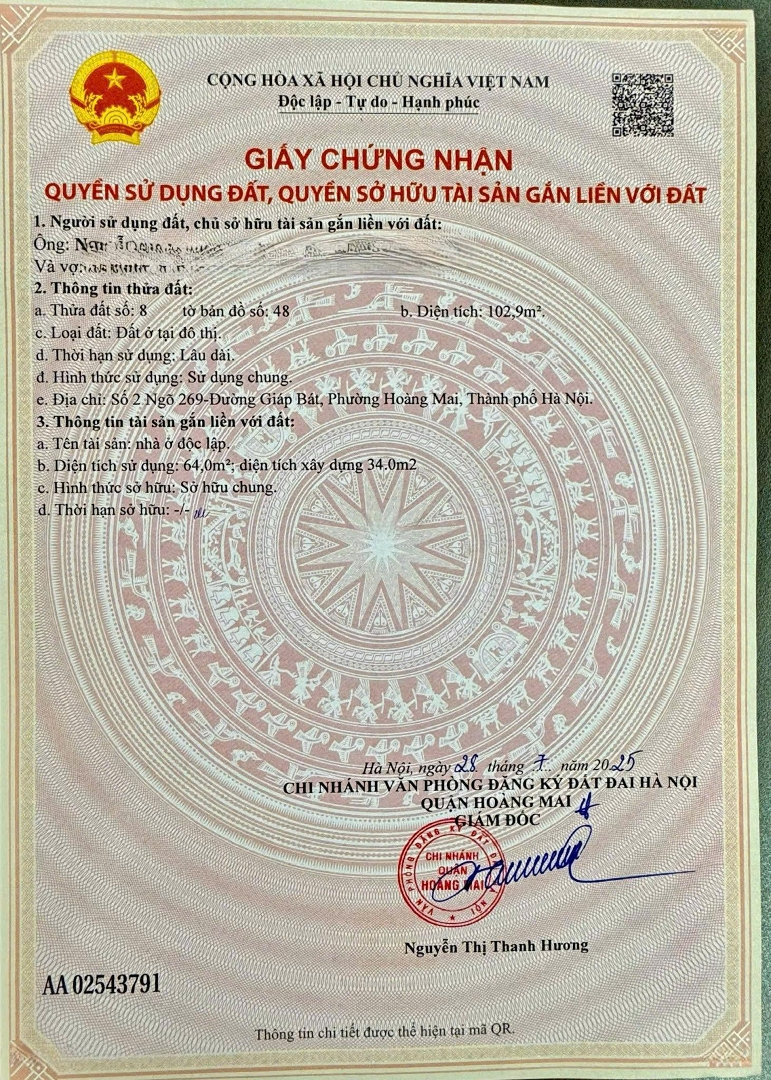 CỘNG HÒA XÃ HỘI CHỦ NGHĨA VIỆT NAM
Độc lập - Tự do - Hạnh phúc
GIẤY CHỨNG NHẬN
QUYỀN SỬ DỤNG ĐẤT, QUYỀN SỞ HỮU TÀI SẢN GẮN LIỀN VỚI ĐẤT
1. Người sử dụng đất, chủ sở hữu tài sản gắn liền với đất:
Ông:
Và vợ:
2. Thông tin thửa đất:
a. Thửa đất số: 8 tờ bản đồ số: 48 b. Diện tích: 102,9m².
c. Loại đất: Đất ở tại đô thị.
d. Thời hạn sử dụng: Lâu dài.
đ. Hình thức sử dụng: Sử dụng chung.
e. Địa chỉ: Số 2 Ngõ 269-Đường Giáp Bát, Phường Hoàng Mai, Thành phố Hà Nội.
3. Thông tin tài sản gắn liền với đất:
a. Tên tài sản: nhà ở độc lập.
b. Diện tích sử dụng: 64,0m²; diện tích xây dựng 34.0m2
c. Hình thức sở hữu: Sở hữu chung.
d. Thời hạn sở hữu: -/-
Hà Nội, ngày 28 tháng 7 năm 2025
CHI NHÁNH VĂN PHÒNG ĐĂNG KÝ ĐẤT ĐAI HÀ NỘI
QUẬN HOÀNG MAI
GIÁM ĐỐC
VĂN PHÒNG ĐĂNG KÝ ĐẤT ĐAI HÀ NỘI
CHI NHÁNH
QUẬN
HOÀNG MAI
Nguyễn Thị Thanh Hương
AA 02543791
Thông tin chi tiết được thể hiện tại mã QR.